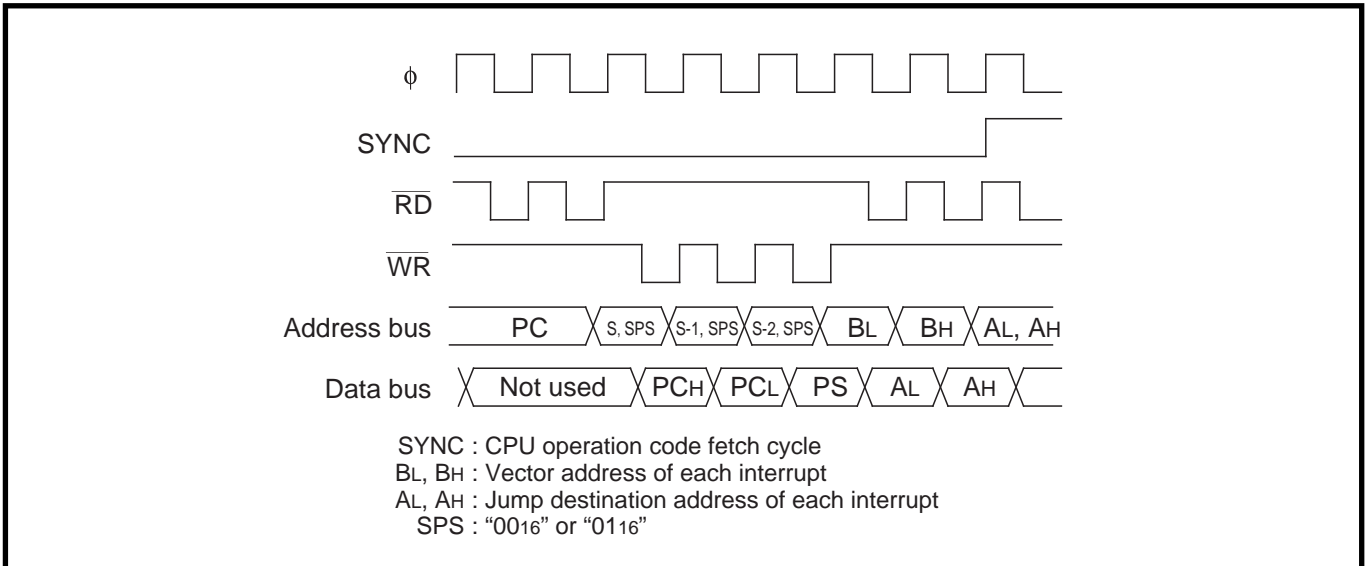 ϕ
SYNC
RD
WR
Address bus PC S, SPS S-1, SPS S-2, SPS BL BH AL, AH
Data bus Not used PCH PCL PS AL AH
SYNC : CPU operation code fetch cycle
BL, BH : Vector address of each interrupt
AL, AH : Jump destination address of each interrupt
SPS : “0016” or “0116”